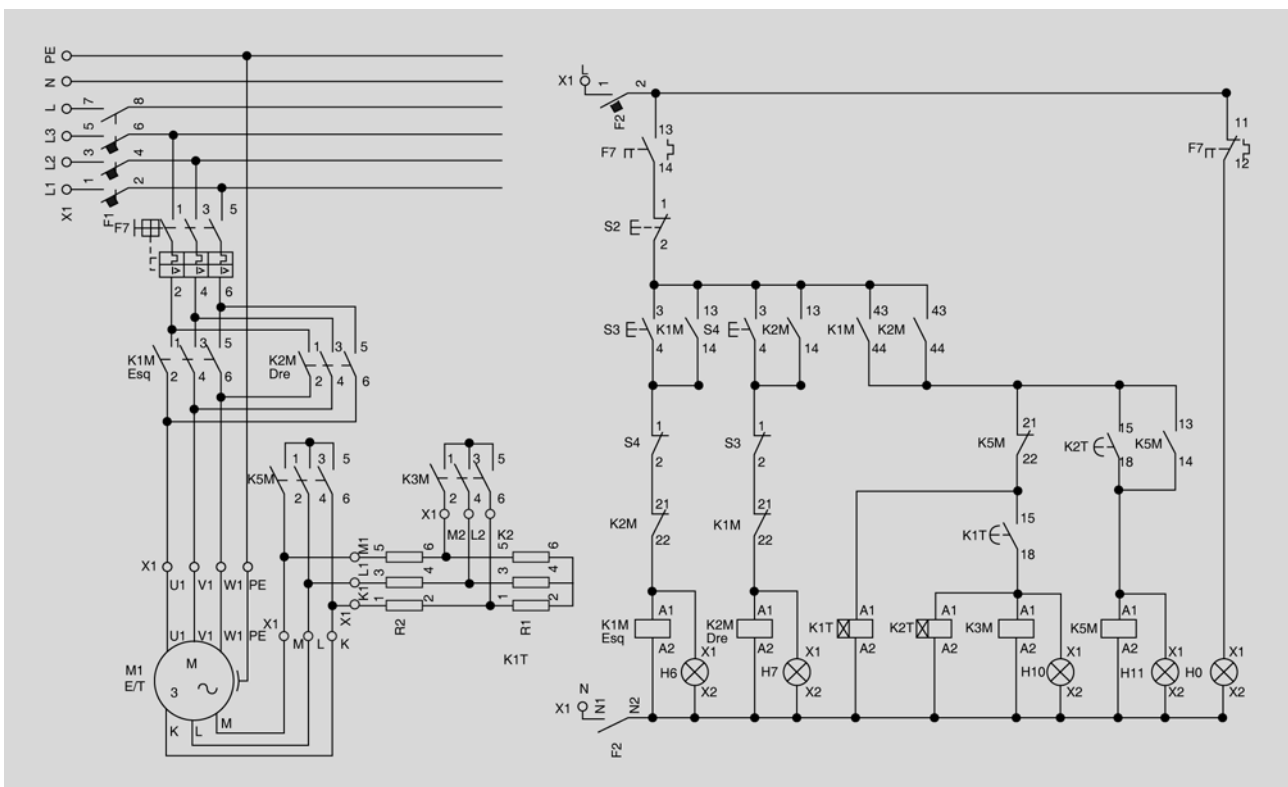 PE
N
L 7 8
L3 5 6
L2 3 4
L1 1 2
X1 F1
F7 1 3 5
2 4 6
K1M Esq 1 3 5
2 4 6
K2M Dre 1 3 5
2 4 6
K5M 1 3 5
2 4 6
K3M 1 3 5
2 4 6
X1 M2 L2 K2
M1 5 6 5 6
L1 3 4 3 4
K1 1 2 1 2
X1 R2 R1
K1T
X1 U1 V1 W1 PE
X1 M L K
U1 V1 W1 PE
M1 E/T
M
3
K L M
X1 L 1 2
F2
F7 13
14
F7 11
12
S2 1
2
S3 3
4
K1M 13
14
S4 3
4
K2M 13
14
K1M 43
44
K2M 43
44
S4 1
2
S3 1
2
K5M 21
22
K2T 15
18
K5M 13
14
K2M 21
22
K1M 21
22
K1T 15
18
K1M Esq A1
A2
K2M Dre A1
A2
K1T A1
A2
K2T A1
A2
K3M A1
A2
K5M A1
A2
H6 X1
X2
H7 X1
X2
H10 X1
X2
H11 X1
X2
H0 X1
X2
X1 N N1 N2
F2